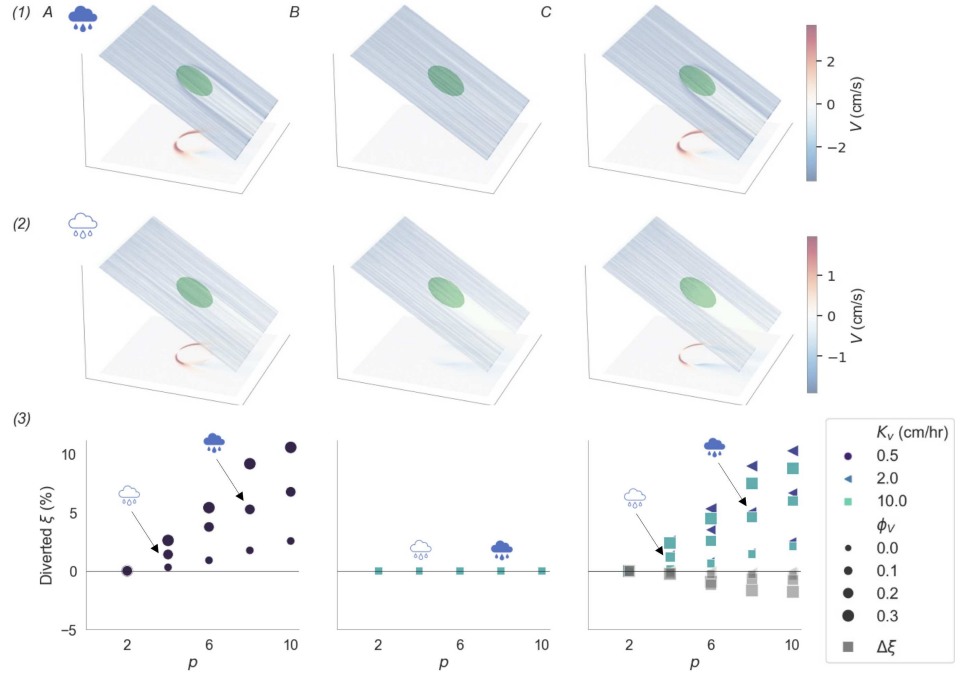 (1) A B C
2
0
−2
V (cm/s)
(2)
1
0
−1
V (cm/s)
(3)
10
5
0
−5
Diverted ξ (%)
2 4 6 8 10
p
2 4 6 8 10
p
2 4 6 8 10
p
K_v (cm/hr)
0.5
2.0
10.0
ϕ_v
0.0
0.1
0.2
0.3
Δξ